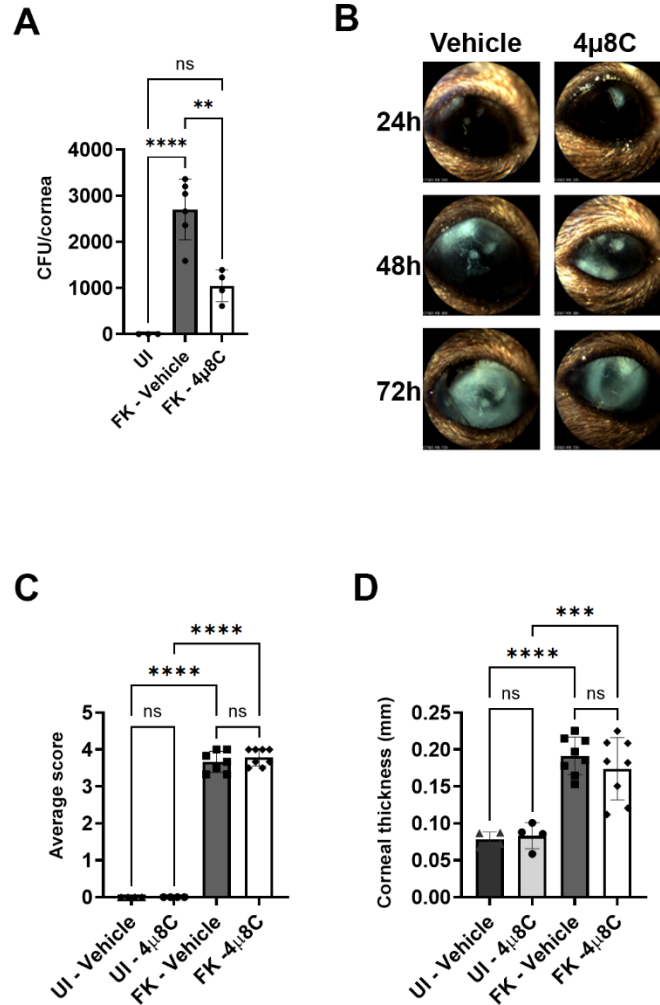 A
ns
**
****
CFU/cornea
4000
3000
2000
1000
0
UI
FK - Vehicle
FK - 4µ8C
B
Vehicle
4µ8C
24h
48h
72h
C
****
****
ns
ns
Average score
5
4
3
2
1
0
UI - Vehicle
UI - 4µ8C
FK - Vehicle
FK -4µ8C
D
***
****
ns
ns
Corneal thickness (mm)
0.25
0.20
0.15
0.10
0.05
0.00
UI - Vehicle
UI - 4µ8C
FK - Vehicle
FK -4µ8C